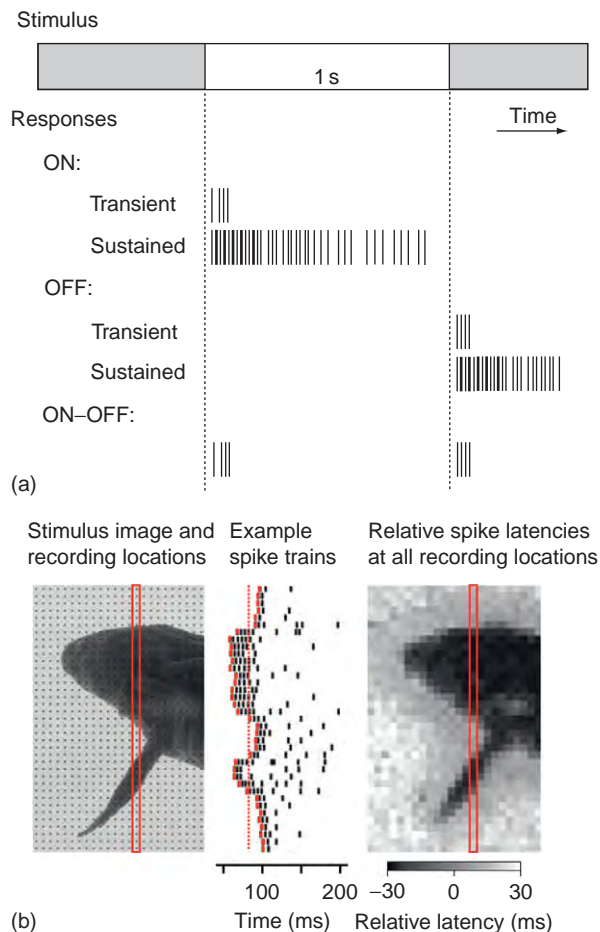 Stimulus
1 s
Responses
Time
ON:
Transient
Sustained
OFF:
Transient
Sustained
ON–OFF:
(a)
Stimulus image and
recording locations
Example
spike trains
Relative spike latencies
at all recording locations
100 200
Time (ms)
−30 0 30
Relative latency (ms)
(b)